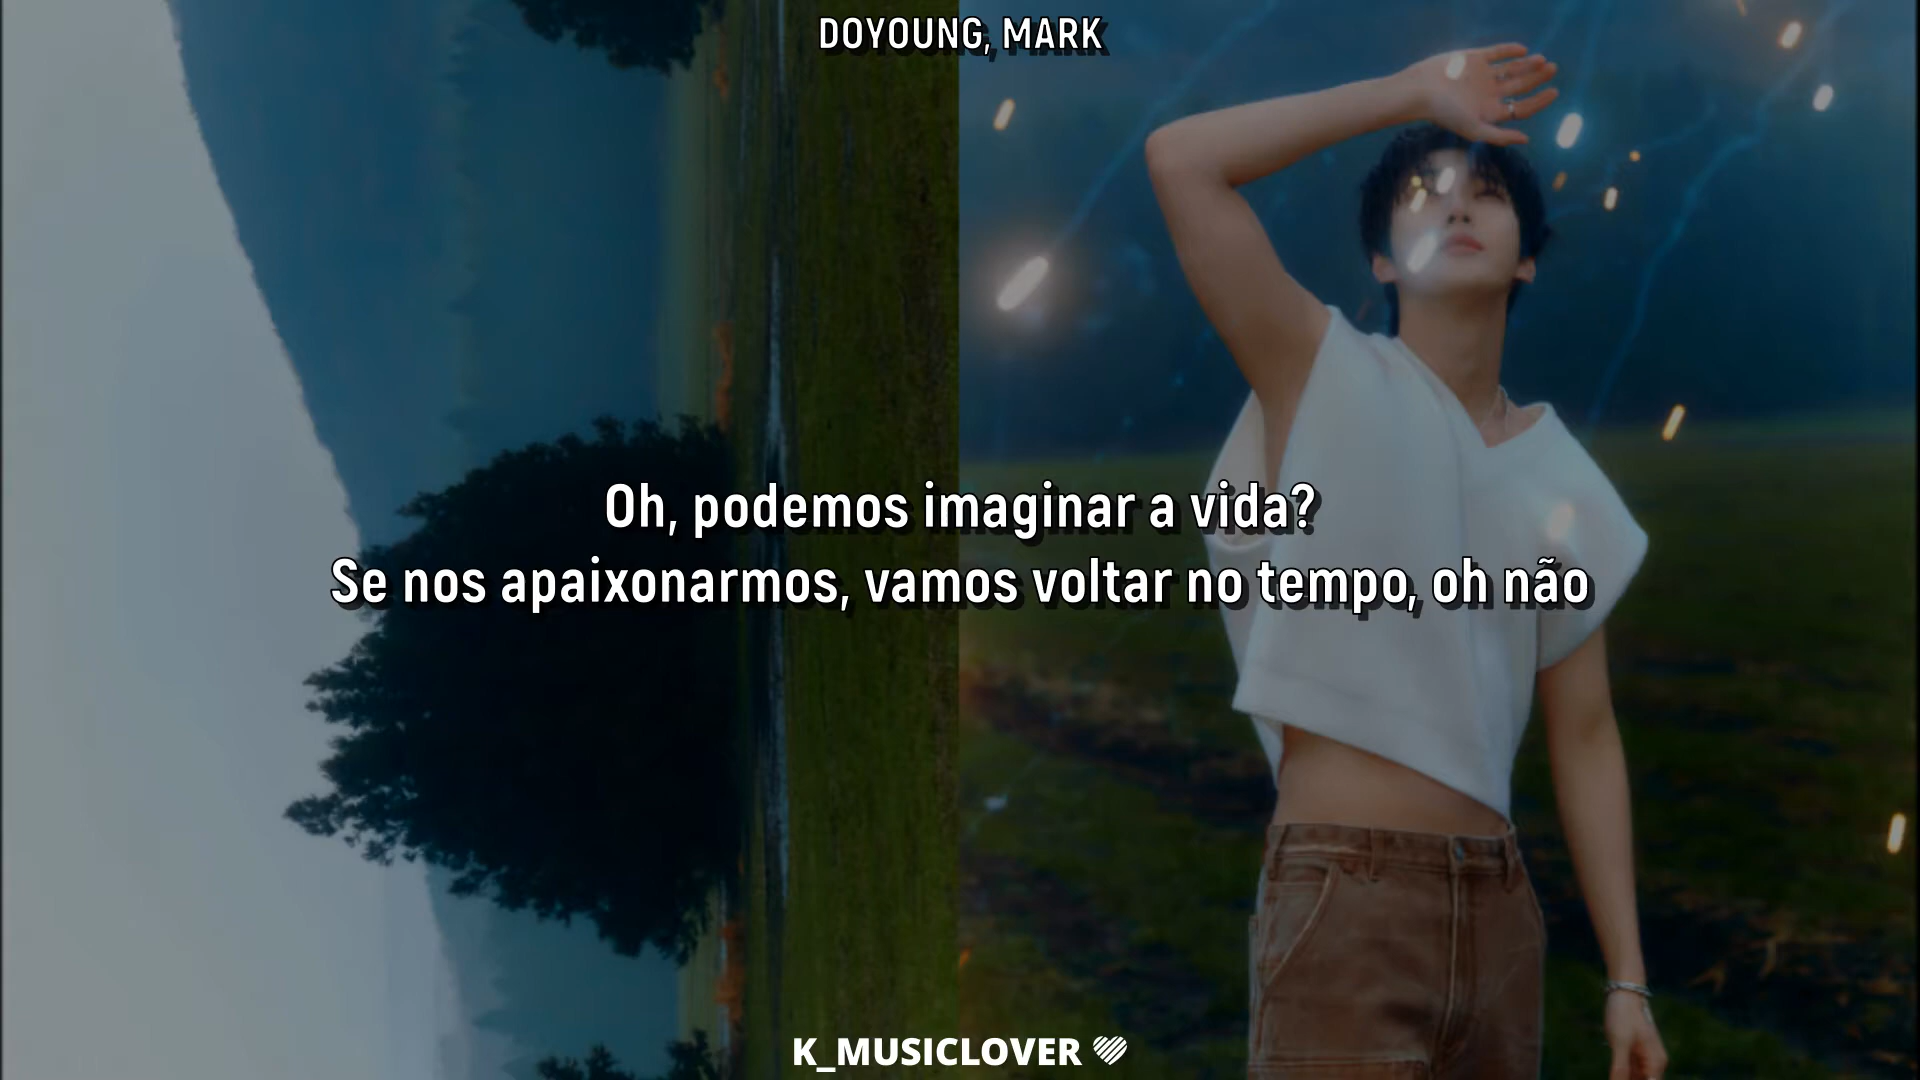 DOYOUNG, MARK
Oh, podemos imaginar a vida?
Se nos apaixonarmos, vamos voltar no tempo, oh não
K_MUSICLOVER